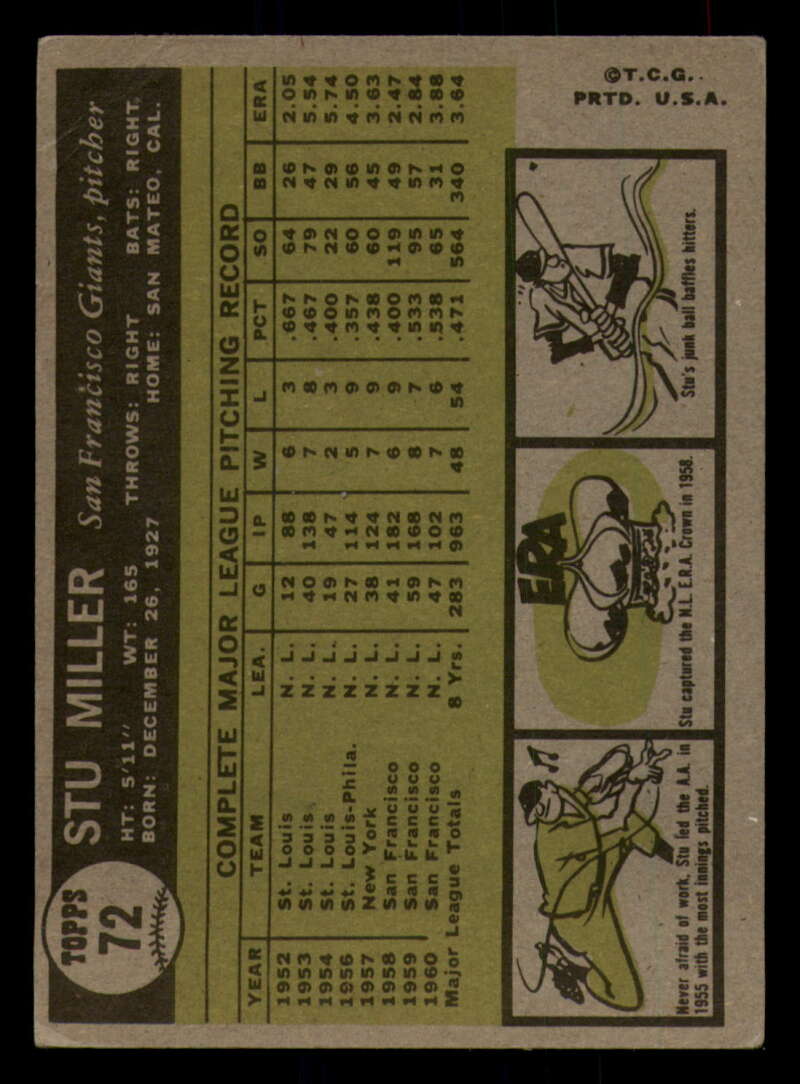 TOPPS
72
STU MILLER San Francisco Giants, pitcher
HT: 5'11" WT: 165 THROWS: RIGHT BATS: RIGHT
BORN: DECEMBER 26, 1927 HOME: SAN MATEO, CAL.
COMPLETE MAJOR LEAGUE PITCHING RECORD
YEAR TEAM LEA. G IP W L PCT SO BB ERA
1952 St. Louis N. L. 12 88 6 3 .667 64 26 2.05
1953 St. Louis N. L. 40 138 7 8 .467 79 47 5.54
1954 St. Louis N. L. 19 47 2 3 .400 22 29 5.74
1956 St. Louis-Phila. N. L. 27 114 5 9 .357 60 56 4.50
1957 New York N. L. 38 124 7 9 .438 60 45 3.63
1958 San Francisco N. L. 41 182 6 9 .400 119 49 2.47
1959 San Francisco N. L. 59 168 8 7 .533 95 57 2.84
1960 San Francisco N. L. 47 102 7 6 .538 65 31 3.88
Major League Totals 8 Yrs. 283 963 48 54 .471 564 340 3.64
Never afraid of work, Stu led the A.A. in
1955 with the most innings pitched.
ERA
Stu captured the N.L. E.R.A. Crown in 1958.
Stu's junk ball baffles hitters.
©T.C.G.
PRTD. U.S.A.